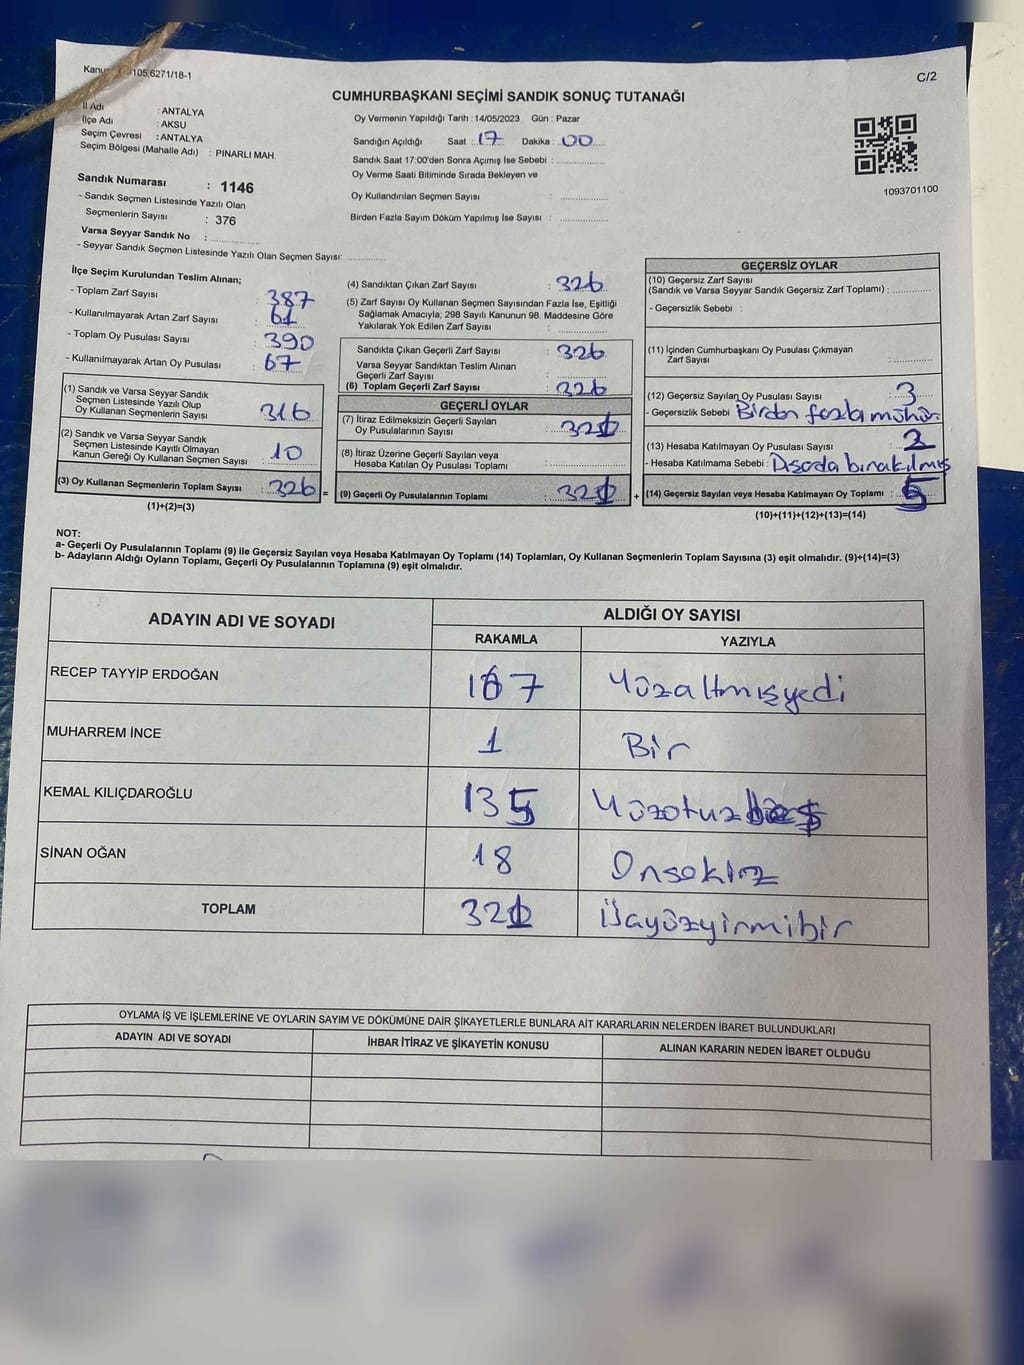 105;6271/18-1
C/2
CUMHURBAŞKANI SEÇİMİ SANDIK SONUÇ TUTANAĞI
İl Adı : ANTALYA
İlçe Adı : AKSU
Seçim Çevresi : ANTALYA
Seçim Bölgesi (Mahalle Adı) : PINARLI MAH.
Oy Vermenin Yapıldığı Tarih : 14/05/2023 Gün : Pazar
Sandığın Açıldığı Saat : 17 Dakika : 00
Sandık Saat 17:00'den Sonra Açımış İse Sebebi :
Oy Verme Saati Bitiminde Sırada Bekleyen ve
Oy Kullandırılan Seçmen Sayısı :
Birden Fazla Sayım Döküm Yapılmış İse Sayısı :
1093701100
Sandık Numarası : 1146
- Sandık Seçmen Listesinde Yazılı Olan
Seçmenlerin Sayısı : 376
Varsa Seyyar Sandık No :
- Seyyar Sandık Seçmen Listesinde Yazılı Olan Seçmen Sayısı:
İlçe Seçim Kurulundan Teslim Alınan;
- Toplam Zarf Sayısı : 387
- Kullanılmayarak Artan Zarf Sayısı : 61
- Toplam Oy Pusulası Sayısı : 390
- Kullanılmayarak Artan Oy Pusulası : 67
(1) Sandık ve Varsa Seyyar Sandık
Seçmen Listesinde Yazılı Olup
Oy Kullanan Seçmenlerin Sayısı : 316
(2) Sandık ve Varsa Seyyar Sandık
Seçmen Listesinde Kayıtlı Olmayan
Kanun Gereği Oy Kullanan Seçmen Sayısı : 10
(3) Oy Kullanan Seçmenlerin Toplam Sayısı : 326 =
(1)+(2)=(3)
(4) Sandıktan Çıkan Zarf Sayısı : 326
(5) Zarf Sayısı Oy Kullanan Seçmen Sayısından Fazla İse, Eşitliği
Sağlamak Amacıyla; 298 Sayılı Kanunun 98. Maddesine Göre
Yakılarak Yok Edilen Zarf Sayısı :
Sandıkta Çıkan Geçerli Zarf Sayısı : 326
Varsa Seyyar Sandıktan Teslim Alınan
Geçerli Zarf Sayısı :
(6) Toplam Geçerli Zarf Sayısı : 326
GEÇERLİ OYLAR
(7) İtiraz Edilmeksizin Geçerli Sayılan
Oy Pusulalarının Sayısı : 321
(8) İtiraz Üzerine Geçerli Sayılan veya
Hesaba Katılan Oy Pusulası Toplamı :
(9) Geçerli Oy Pusulalarının Toplamı : 321 +
GEÇERSİZ OYLAR
(10) Geçersiz Zarf Sayısı
(Sandık ve Varsa Seyyar Sandık Geçersiz Zarf Toplamı) :
- Geçersizlik Sebebi :
(11) İçinden Cumhurbaşkanı Oy Pusulası Çıkmayan
Zarf Sayısı :
(12) Geçersiz Sayılan Oy Pusulası Sayısı : 3
- Geçersizlik Sebebi : Birden fazla mühür
(13) Hesaba Katılmayan Oy Pusulası Sayısı : 2
- Hesaba Katılmama Sebebi : Dısada bırakılmış
(14) Geçersiz Sayılan veya Hesaba Katılmayan Oy Toplamı : 5
(10)+(11)+(12)+(13)=(14)
NOT:
a- Geçerli Oy Pusulalarının Toplamı (9) ile Geçersiz Sayılan veya Hesaba Katılmayan Oy Toplamı (14) Toplamları, Oy Kullanan Seçmenlerin Toplam Sayısına (3) eşit olmalıdır. (9)+(14)=(3)
b- Adayların Aldığı Oyların Toplamı, Geçerli Oy Pusulalarının Toplamına (9) eşit olmalıdır.
ADAYIN ADI VE SOYADI ALDIĞI OY SAYISI
RAKAMLA YAZIYLA
RECEP TAYYİP ERDOĞAN 167 Yüzaltmışyedi
MUHARREM İNCE 1 Bir
KEMAL KILIÇDAROĞLU 135 Yüzotuzbeş
SİNAN OĞAN 18 Onsekiz
TOPLAM 321 üçyüzyirmibir
OYLAMA İŞ VE İŞLEMLERİNE VE OYLARIN SAYIM VE DÖKÜMÜNE DAİR ŞİKAYETLERLE BUNLARA AİT KARARLARIN NELERDEN İBARET BULUNDUKLARI
ADAYIN ADI VE SOYADI İHBAR İTİRAZ VE ŞİKAYETİN KONUSU ALINAN KARARIN NEDEN İBARET OLDUĞU